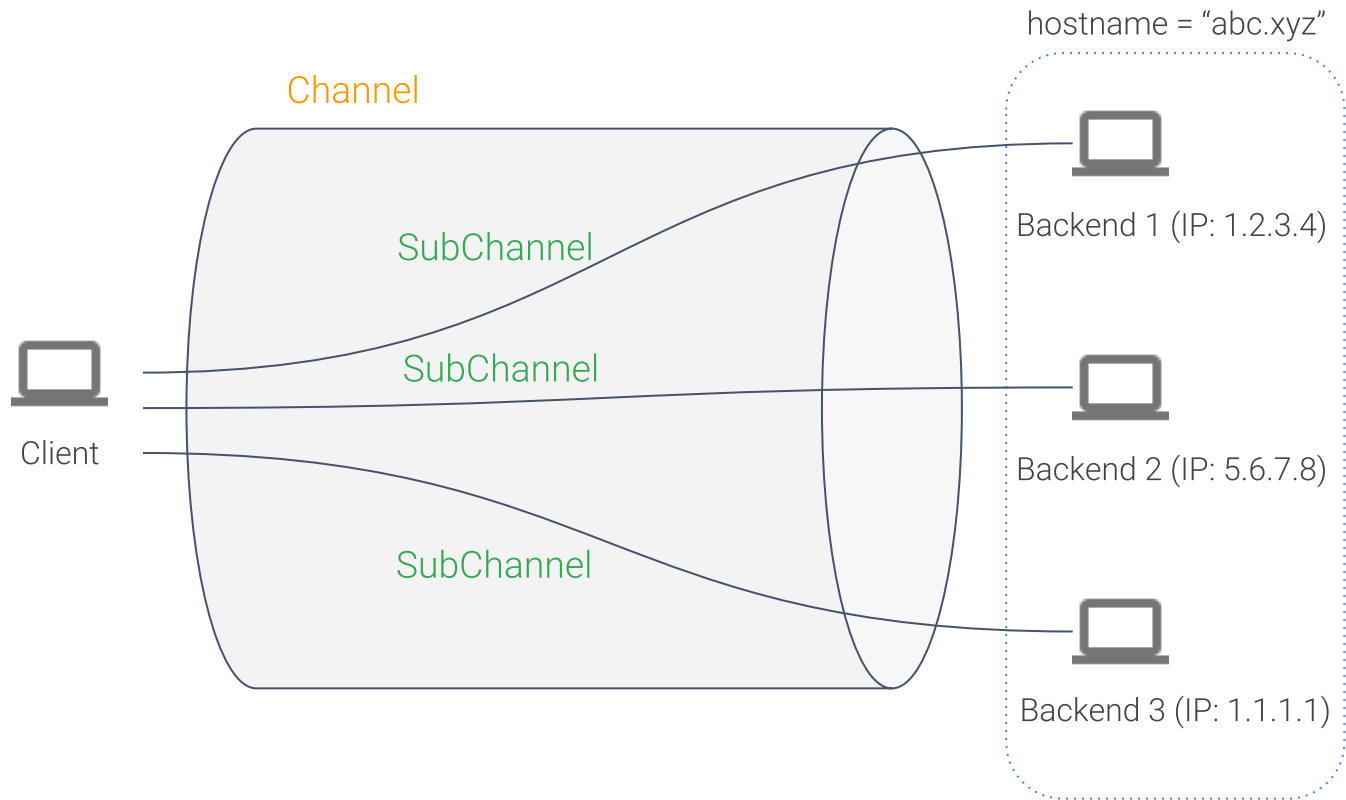 hostname = “abc.xyz”
Channel
Backend 1 (IP: 1.2.3.4)
SubChannel
SubChannel
Client
Backend 2 (IP: 5.6.7.8)
SubChannel
Backend 3 (IP: 1.1.1.1)